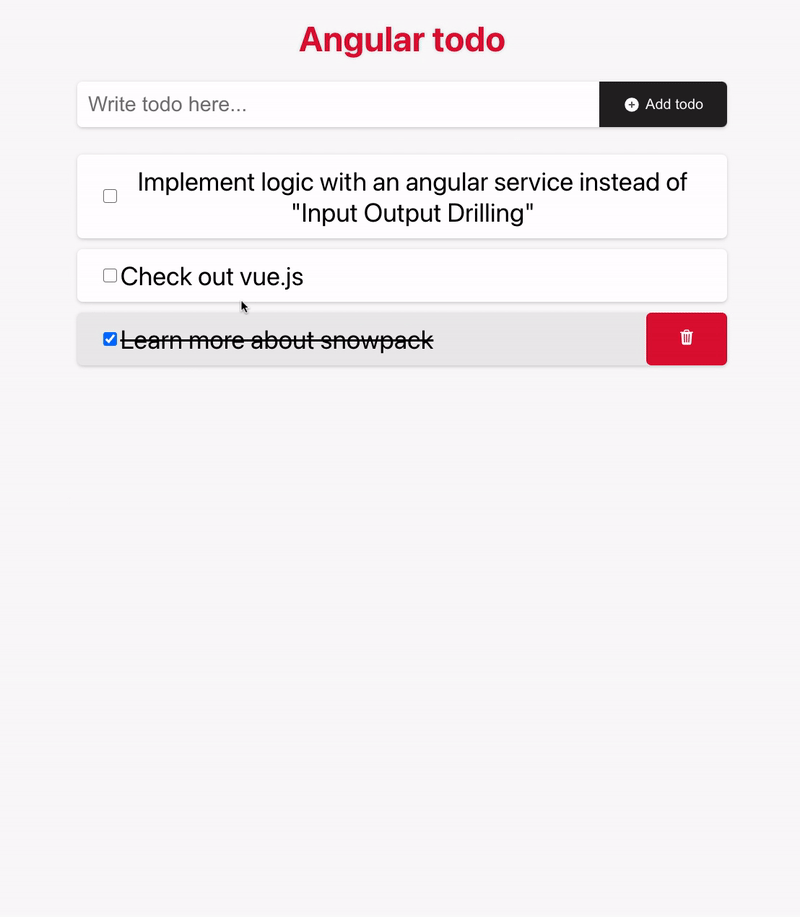 Angular todo
Write todo here...
Add todo
Implement logic with an angular service instead of
"Input Output Drilling"
Check out vue.js
Learn more about snowpack